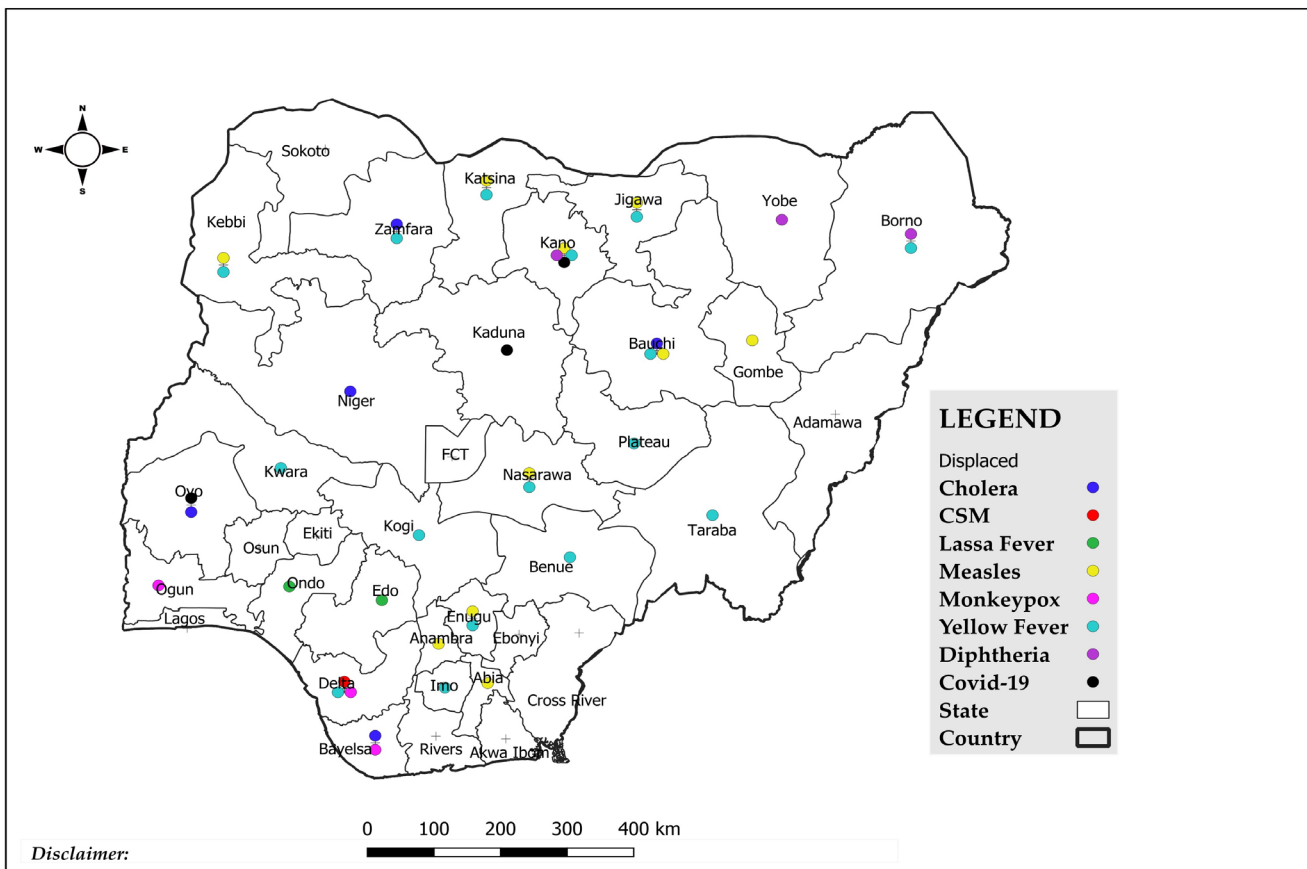 N
W E
S
Sokoto
Katsina
Jigawa
Yobe
Borno
Kebbi
Zamfara
Kano
Kaduna
Bauchi
Gombe
Niger
Adamawa
Plateau
FCT
Kwara
Nasarawa
Oyo
Taraba
Kogi
Ekiti
Osun
Benue
Ogun
Ondo
Edo
Lagos
Enugu
Anambra
Ebonyi
Delta
Imo
Abia
Cross River
Bayelsa
Rivers
Akwa Ibom
LEGEND
Displaced
Cholera
CSM
Lassa Fever
Measles
Monkeypox
Yellow Fever
Diphtheria
Covid-19
State
Country
0 100 200 300 400 km
Disclaimer: